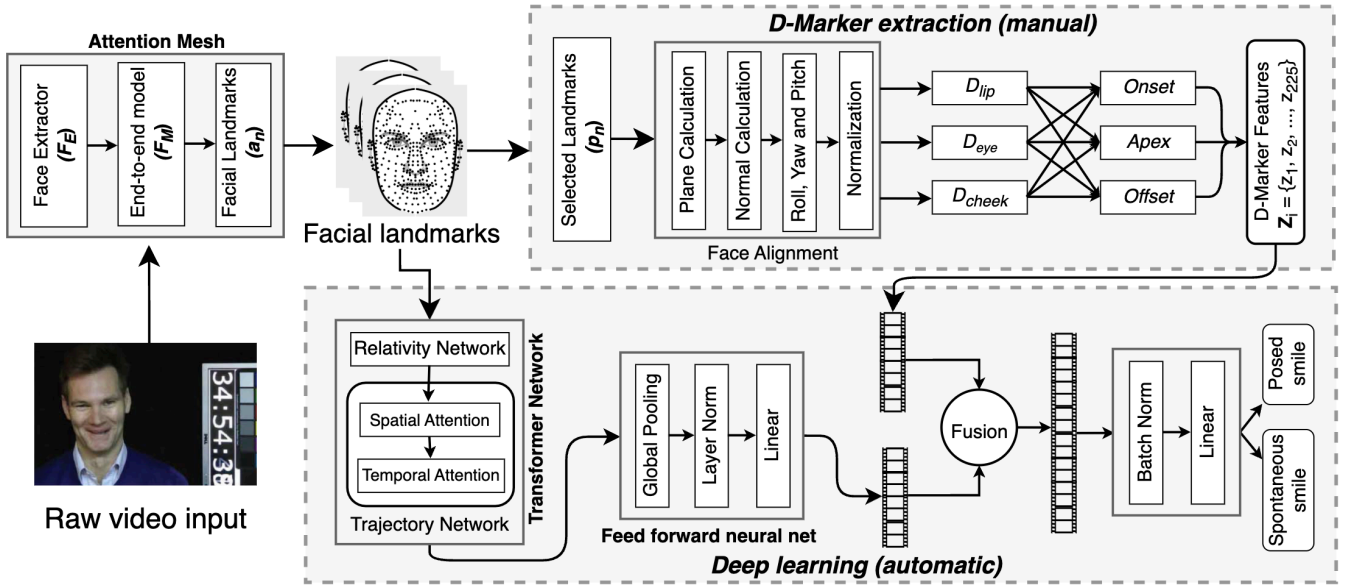 Attention Mesh
Face Extractor
(F_E)
End-to-end model
(F_M)
Facial Landmarks
(a_n)
Facial landmarks
Raw video input
D-Marker extraction (manual)
Selected Landmarks
(p_n)
Plane Calculation
Normal Calculation
Roll, Yaw and Pitch
Normalization
Face Alignment
D_lip
D_eye
D_cheek
Onset
Apex
Offset
D-Marker Features
Z_i = {z_1, z_2, ..., z_225}
Relativity Network
Spatial Attention
Temporal Attention
Trajectory Network
Transformer Network
Global Pooling
Layer Norm
Linear
Feed forward neural net
Fusion
Batch Norm
Linear
Posed
smile
Spontaneous
smile
Deep learning (automatic)